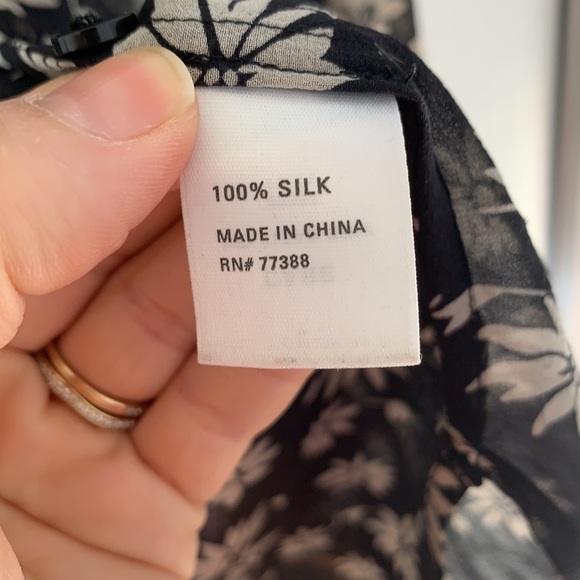 100% SILK
MADE IN CHINA
RN# 77388